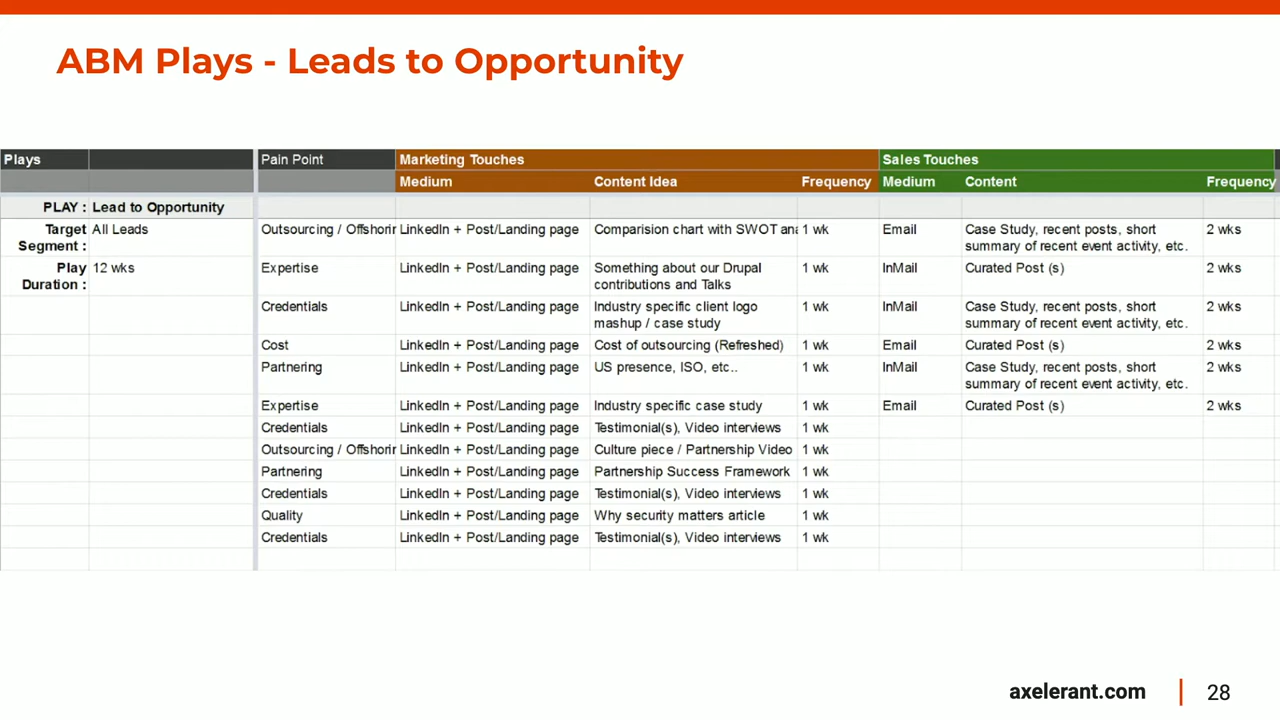 ABM Plays - Leads to Opportunity
Plays Pain Point Marketing Touches Sales Touches
Medium Content Idea Frequency Medium Content Frequency
PLAY : Lead to Opportunity
Target All Leads Outsourcing / Offshorin LinkedIn + Post/Landing page Comparision chart with SWOT ana 1 wk Email Case Study, recent posts, short 2 wks
Segment : summary of recent event activity, etc.
Play 12 wks Expertise LinkedIn + Post/Landing page Something about our Drupal 1 wk InMail Curated Post (s) 2 wks
Duration : contributions and Talks
Credentials LinkedIn + Post/Landing page Industry specific client logo 1 wk InMail Case Study, recent posts, short 2 wks
mashup / case study summary of recent event activity, etc.
Cost LinkedIn + Post/Landing page Cost of outsourcing (Refreshed) 1 wk Email Curated Post (s) 2 wks
Partnering LinkedIn + Post/Landing page US presence, ISO, etc.. 1 wk InMail Case Study, recent posts, short 2 wks
summary of recent event activity, etc.
Expertise LinkedIn + Post/Landing page Industry specific case study 1 wk Email Curated Post (s) 2 wks
Credentials LinkedIn + Post/Landing page Testimonial(s), Video interviews 1 wk
Outsourcing / Offshorin LinkedIn + Post/Landing page Culture piece / Partnership Video 1 wk
Partnering LinkedIn + Post/Landing page Partnership Success Framework 1 wk
Credentials LinkedIn + Post/Landing page Testimonial(s), Video interviews 1 wk
Quality LinkedIn + Post/Landing page Why security matters article 1 wk
Credentials LinkedIn + Post/Landing page Testimonial(s), Video interviews 1 wk
axelerant.com 28